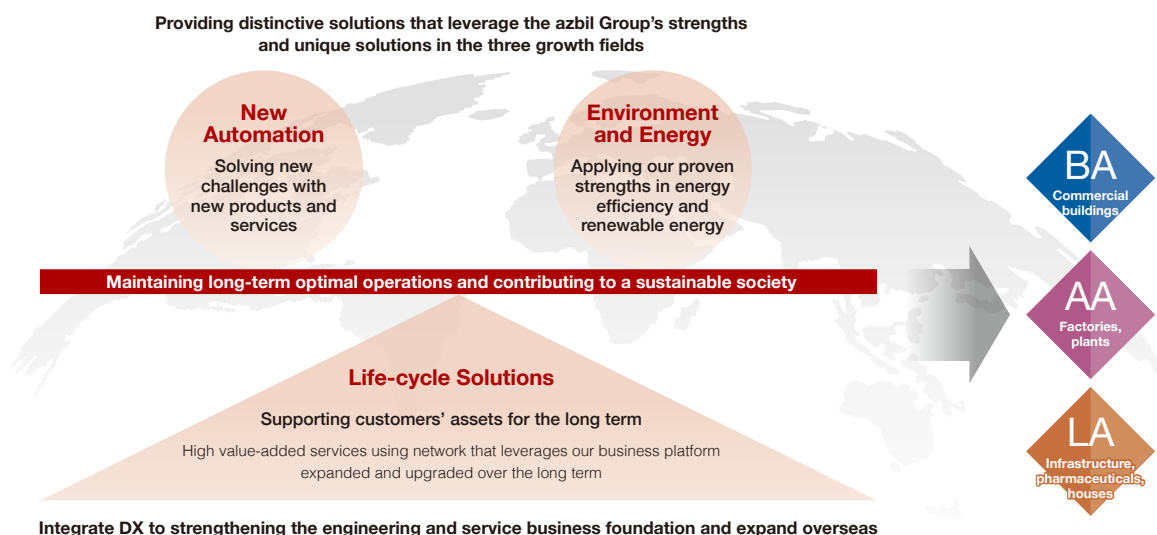 Providing distinctive solutions that leverage the azbil Group’s strengths
and unique solutions in the three growth fields
New
Automation
Solving new
challenges with
new products and
services
Environment
and Energy
Applying our proven
strengths in energy
efficiency and
renewable energy
Maintaining long-term optimal operations and contributing to a sustainable society
Life-cycle Solutions
Supporting customers’ assets for the long term
High value-added services using network that leverages our business platform
expanded and upgraded over the long term
Integrate DX to strengthening the engineering and service business foundation and expand overseas
BA
Commercial
buildings
AA
Factories,
plants
LA
Infrastructure,
pharmaceuticals,
houses